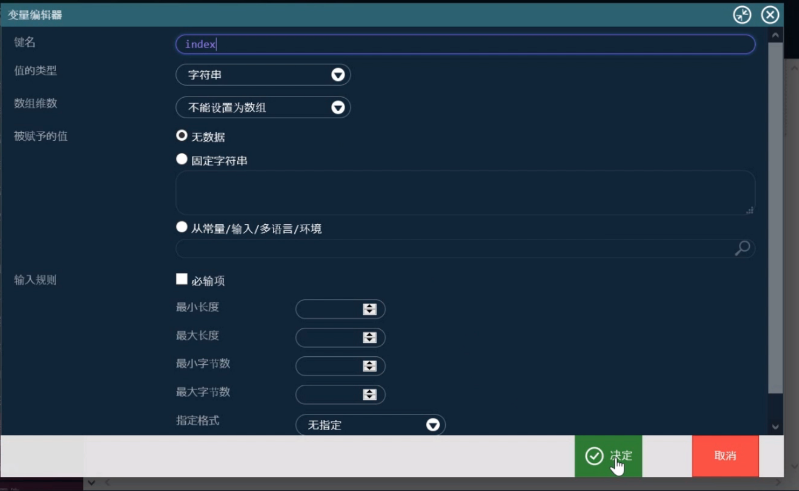 变量编辑器
键名
index
值的类型
字符串
数组维数
不能设置为数组
被赋予的值
无数据
固定字符串
从常量/输入/多语言/环境
输入规则
必输项
最小长度
最大长度
最小字节数
最大字节数
指定格式
无指定
决定
取消